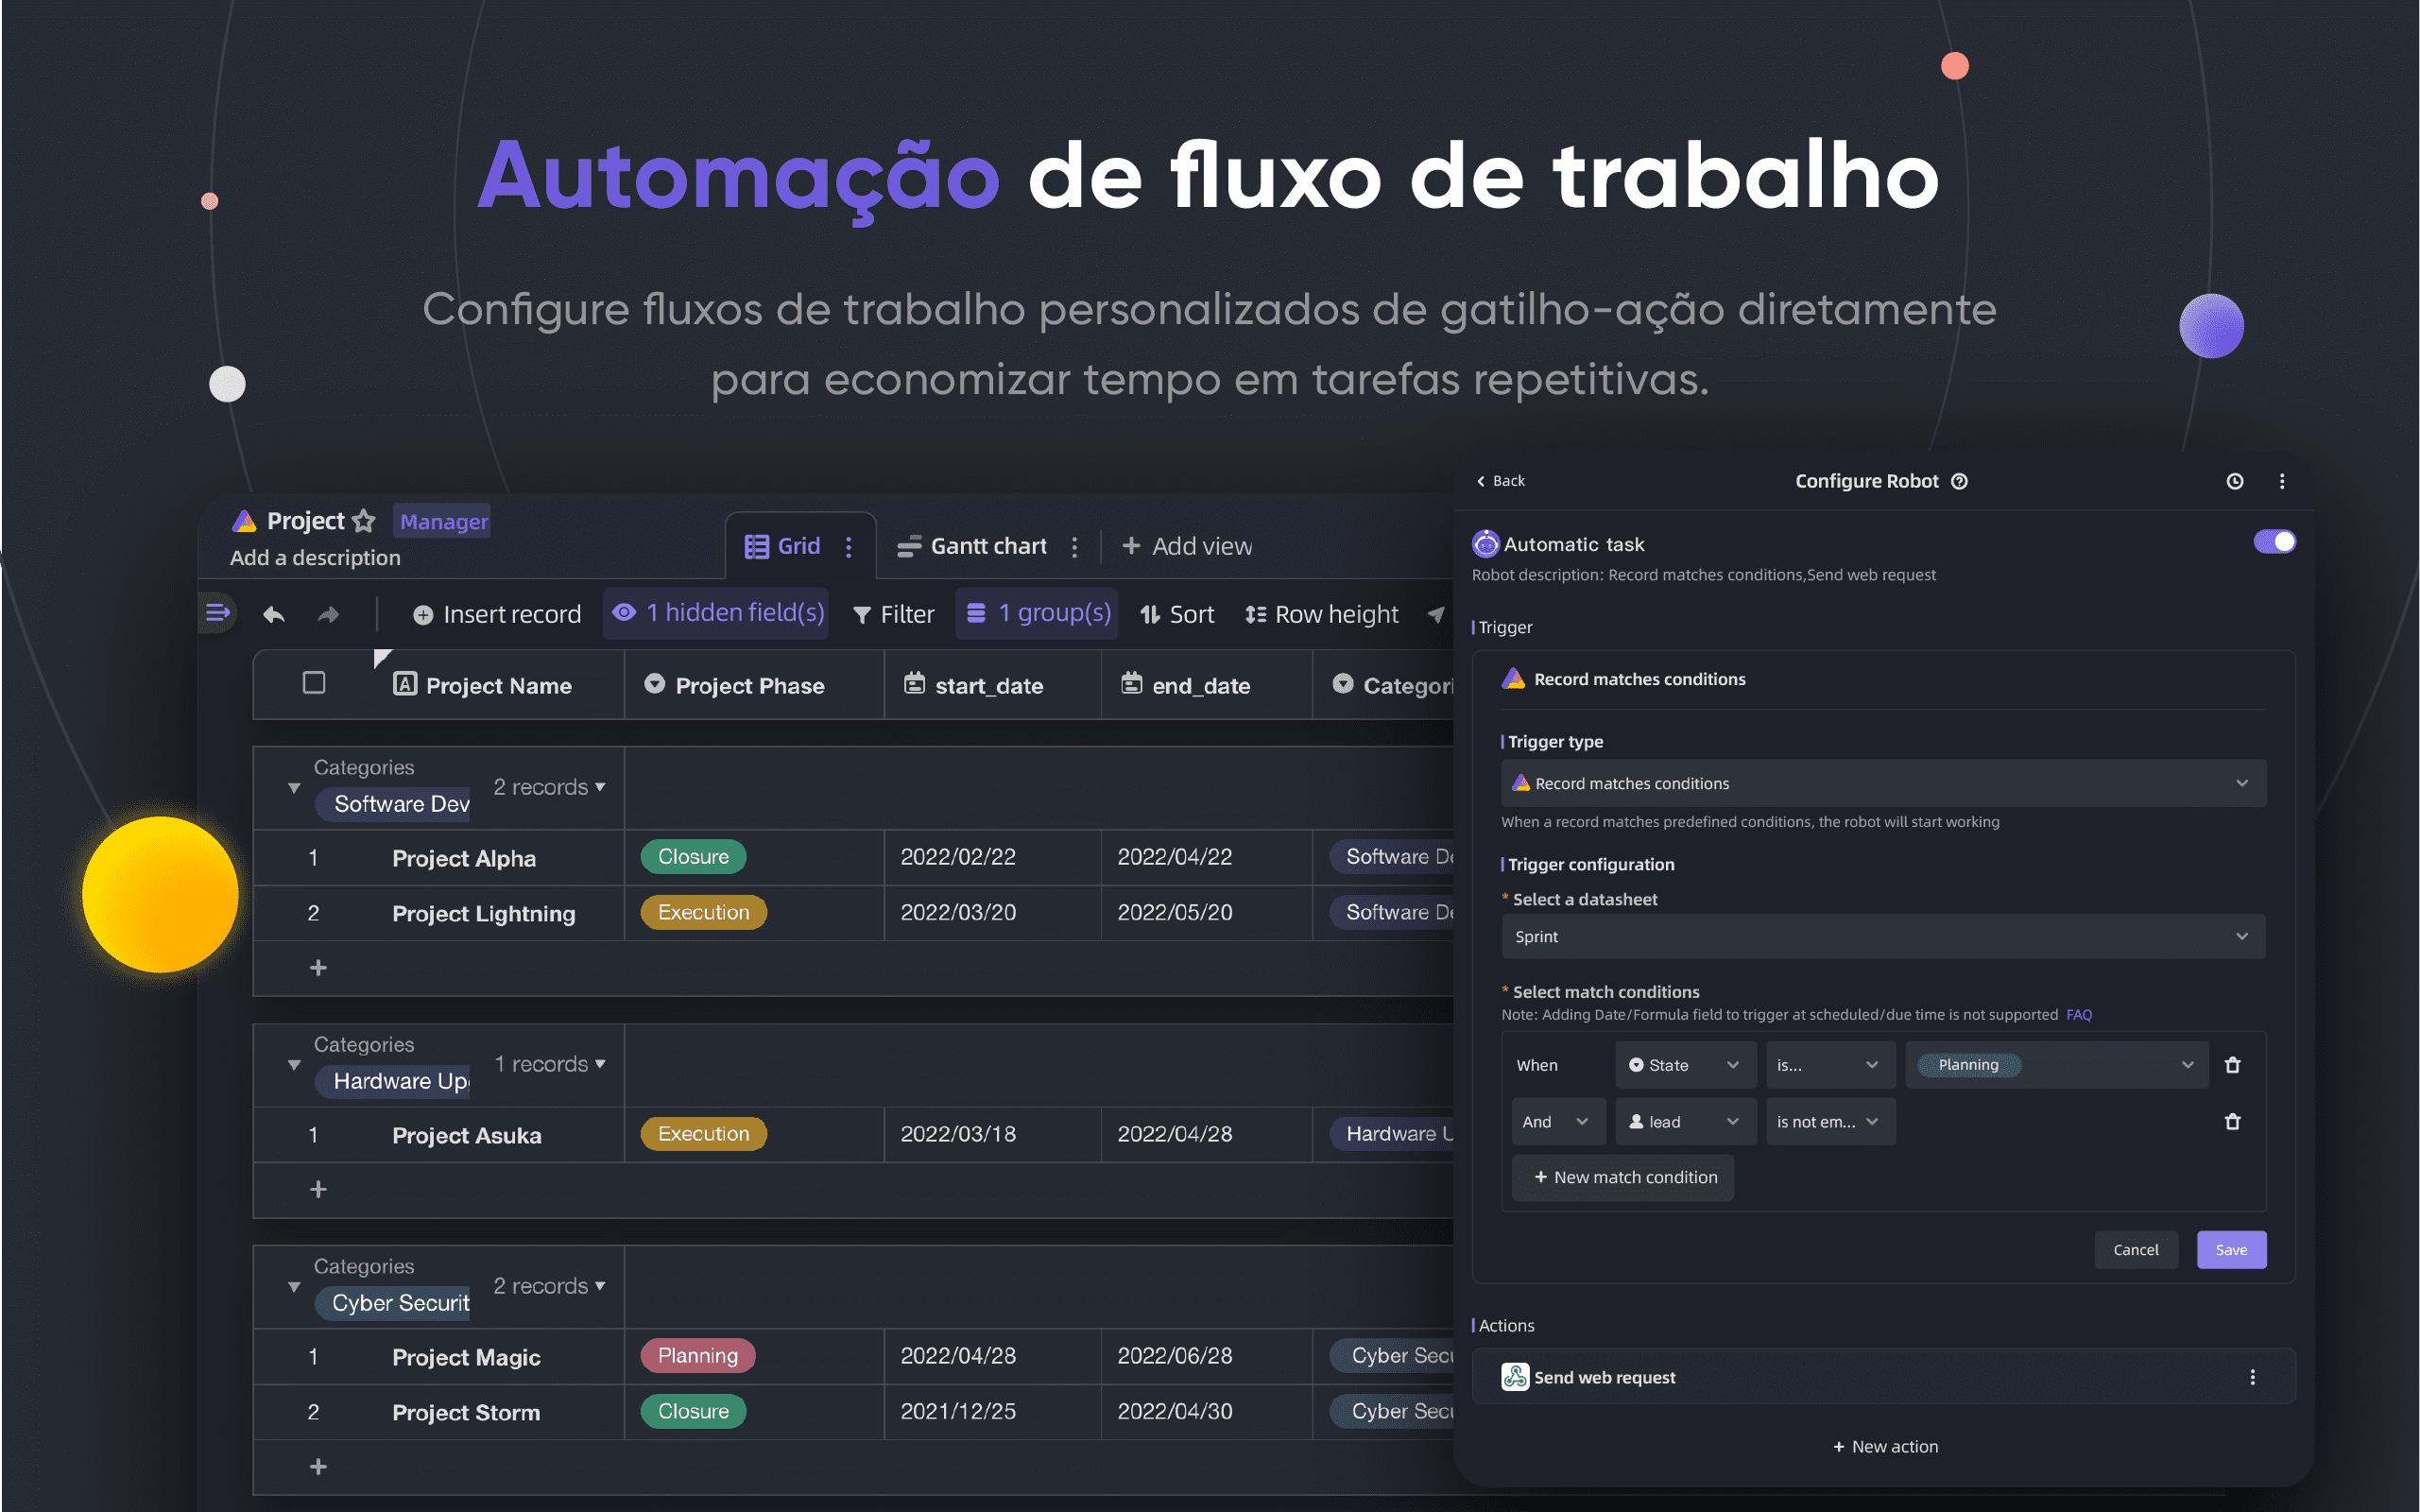 Automação de fluxo de trabalho
Configure fluxos de trabalho personalizados de gatilho-ação diretamente
para economizar tempo em tarefas repetitivas.
Project
Manager
Add a description
Grid
Gantt chart
Add view
Insert record
1 hidden field(s)
Filter
1 group(s)
Sort
Row height
Project Name
Project Phase
start_date
end_date
Categori
Categories
Software Dev
2 records
1
Project Alpha
Closure
2022/02/22
2022/04/22
Software De
2
Project Lightning
Execution
2022/03/20
2022/05/20
Software De
Categories
Hardware Up
1 records
1
Project Asuka
Execution
2022/03/18
2022/04/28
Hardware U
Categories
Cyber Securit
2 records
1
Project Magic
Planning
2022/04/28
2022/06/28
Cyber Secu
2
Project Storm
Closure
2021/12/25
2022/04/30
Cyber Secu
Back
Configure Robot
Automatic task
Robot description: Record matches conditions,Send web request
Trigger
Record matches conditions
Trigger type
Record matches conditions
When a record matches predefined conditions, the robot will start working
Trigger configuration
* Select a datasheet
Sprint
* Select match conditions
Note: Adding Date/Formula field to trigger at scheduled/due time is not supported FAQ
When
State
is...
Planning
And
lead
is not em...
+ New match condition
Cancel
Save
Actions
Send web request
+ New action